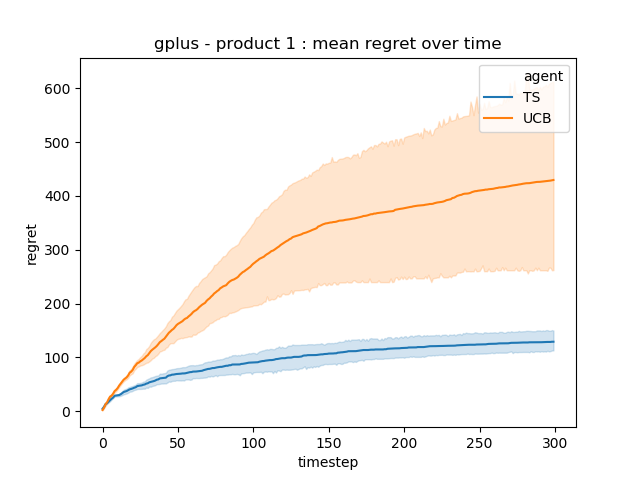 gplus - product 1 : mean regret over time
agent
TS
UCB
regret
600
500
400
300
200
100
0
0 50 100 150 200 250 300
timestep